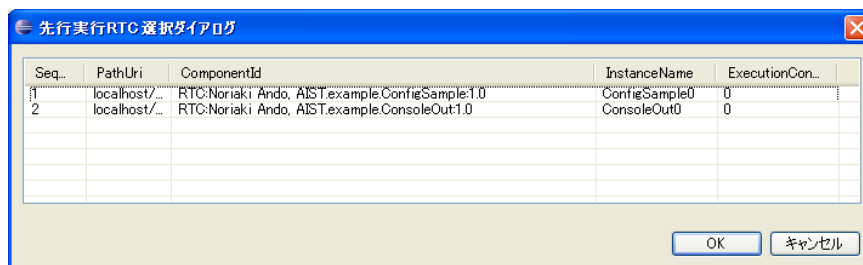 先行実行RTC 選択ダイアログ
Seq... PathUri ComponentId InstanceName ExecutionCon...
1 localhost/... RTC:Noriaki Ando, AIST.example.ConfigSample:1.0 ConfigSample0 0
2 localhost/... RTC:Noriaki Ando, AIST.example.ConsoleOut:1.0 ConsoleOut0 0
OK キャンセル